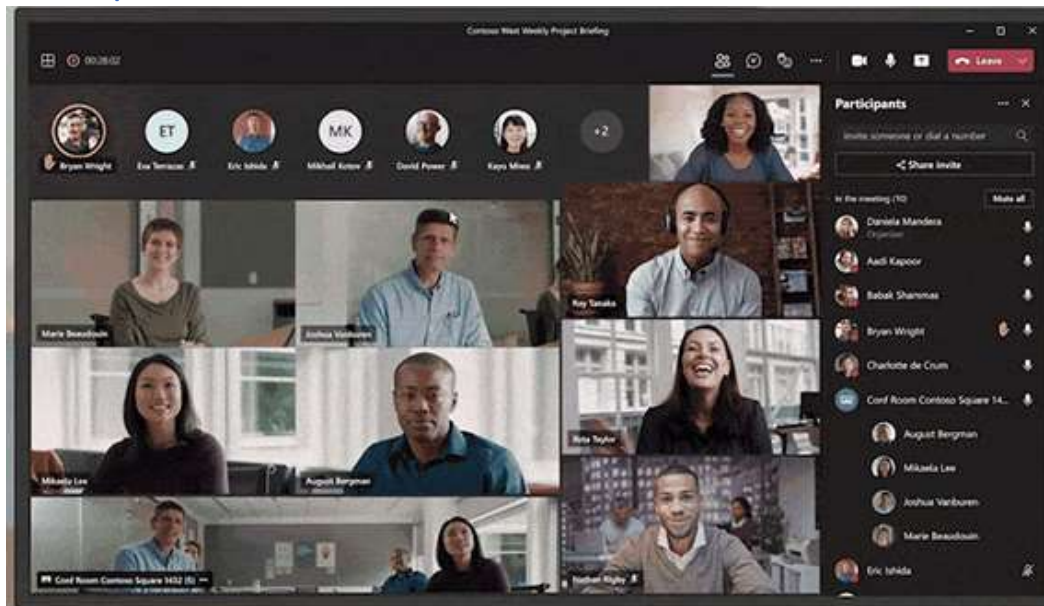 Contoso West Weekly Project Briefing
00:28:02
Leave
ET
MK
+2
Bryan Wright
Eva Terrazas
Eric Ishida
Mikhail Kotov
David Power
Kayo Miwa
Participants
Invite someone or dial a number
Share invite
In the meeting (10)
Mute all
Daniela Mandera
Organizer
Aadi Kapoor
Babak Shammas
Bryan Wright
Charlotte de Crum
Conf Room Contoso Square 14...
August Bergman
Mikaela Lee
Joshua Vanburen
Marie Beaudouin
Eric Ishida
Marie Beaudouin
Joshua Vanburen
Ray Tanaka
Mikaela Lee
August Bergman
Reta Taylor
Conf Room Contoso Square 1432 (5)
Nathan Rigby